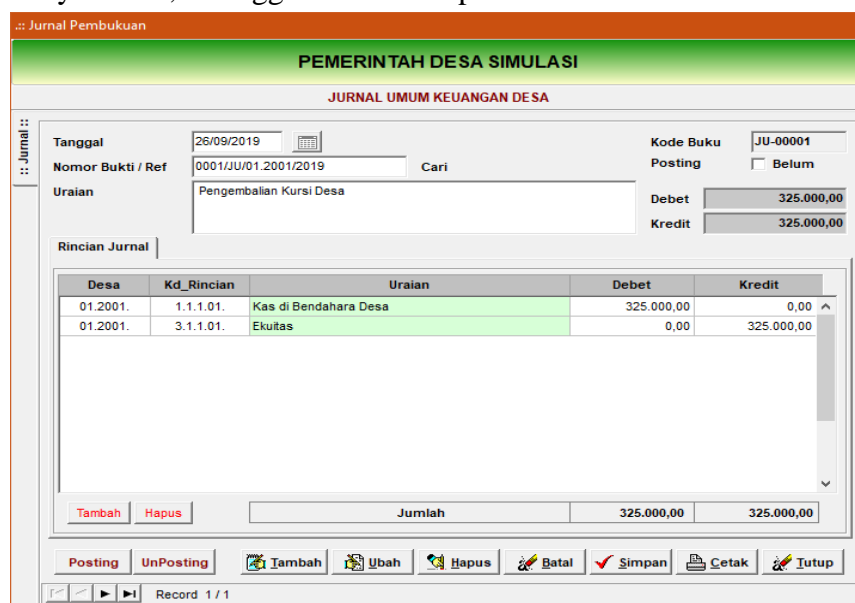 .:: Jurnal Pembukuan
PEMERINTAH DESA SIMULASI
JURNAL UMUM KEUANGAN DESA
:: Jurnal ::
Tanggal 26/09/2019 Kode Buku JU-00001
Nomor Bukti / Ref 0001/JU/01.2001/2019 Cari Posting Belum
Uraian Pengembalian Kursi Desa Debet 325.000,00
Kredit 325.000,00
Rincian Jurnal
Desa Kd_Rincian Uraian Debet Kredit
01.2001. 1.1.1.01. Kas di Bendahara Desa 325.000,00 0,00
01.2001. 3.1.1.01. Ekuitas 0,00 325.000,00
Tambah Hapus Jumlah 325.000,00 325.000,00
Posting UnPosting Tambah Ubah Hapus Batal Simpan Cetak Tutup
Record 1 / 1